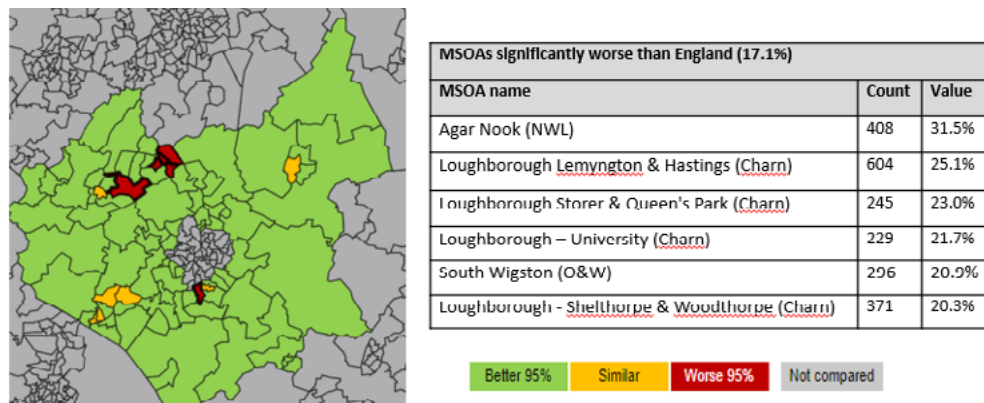 MSOAs significantly worse than England (17.1%)
MSOA name Count Value
Agar Nook (NWL) 408 31.5%
Loughborough Lemyngton & Hastings (Charn) 604 25.1%
Loughborough Storer & Queen's Park (Charn) 245 23.0%
Loughborough – University (Charn) 229 21.7%
South Wigston (O&W) 296 20.9%
Loughborough - Shelthorpe & Woodthorpe (Charn) 371 20.3%
Better 95% Similar Worse 95% Not compared